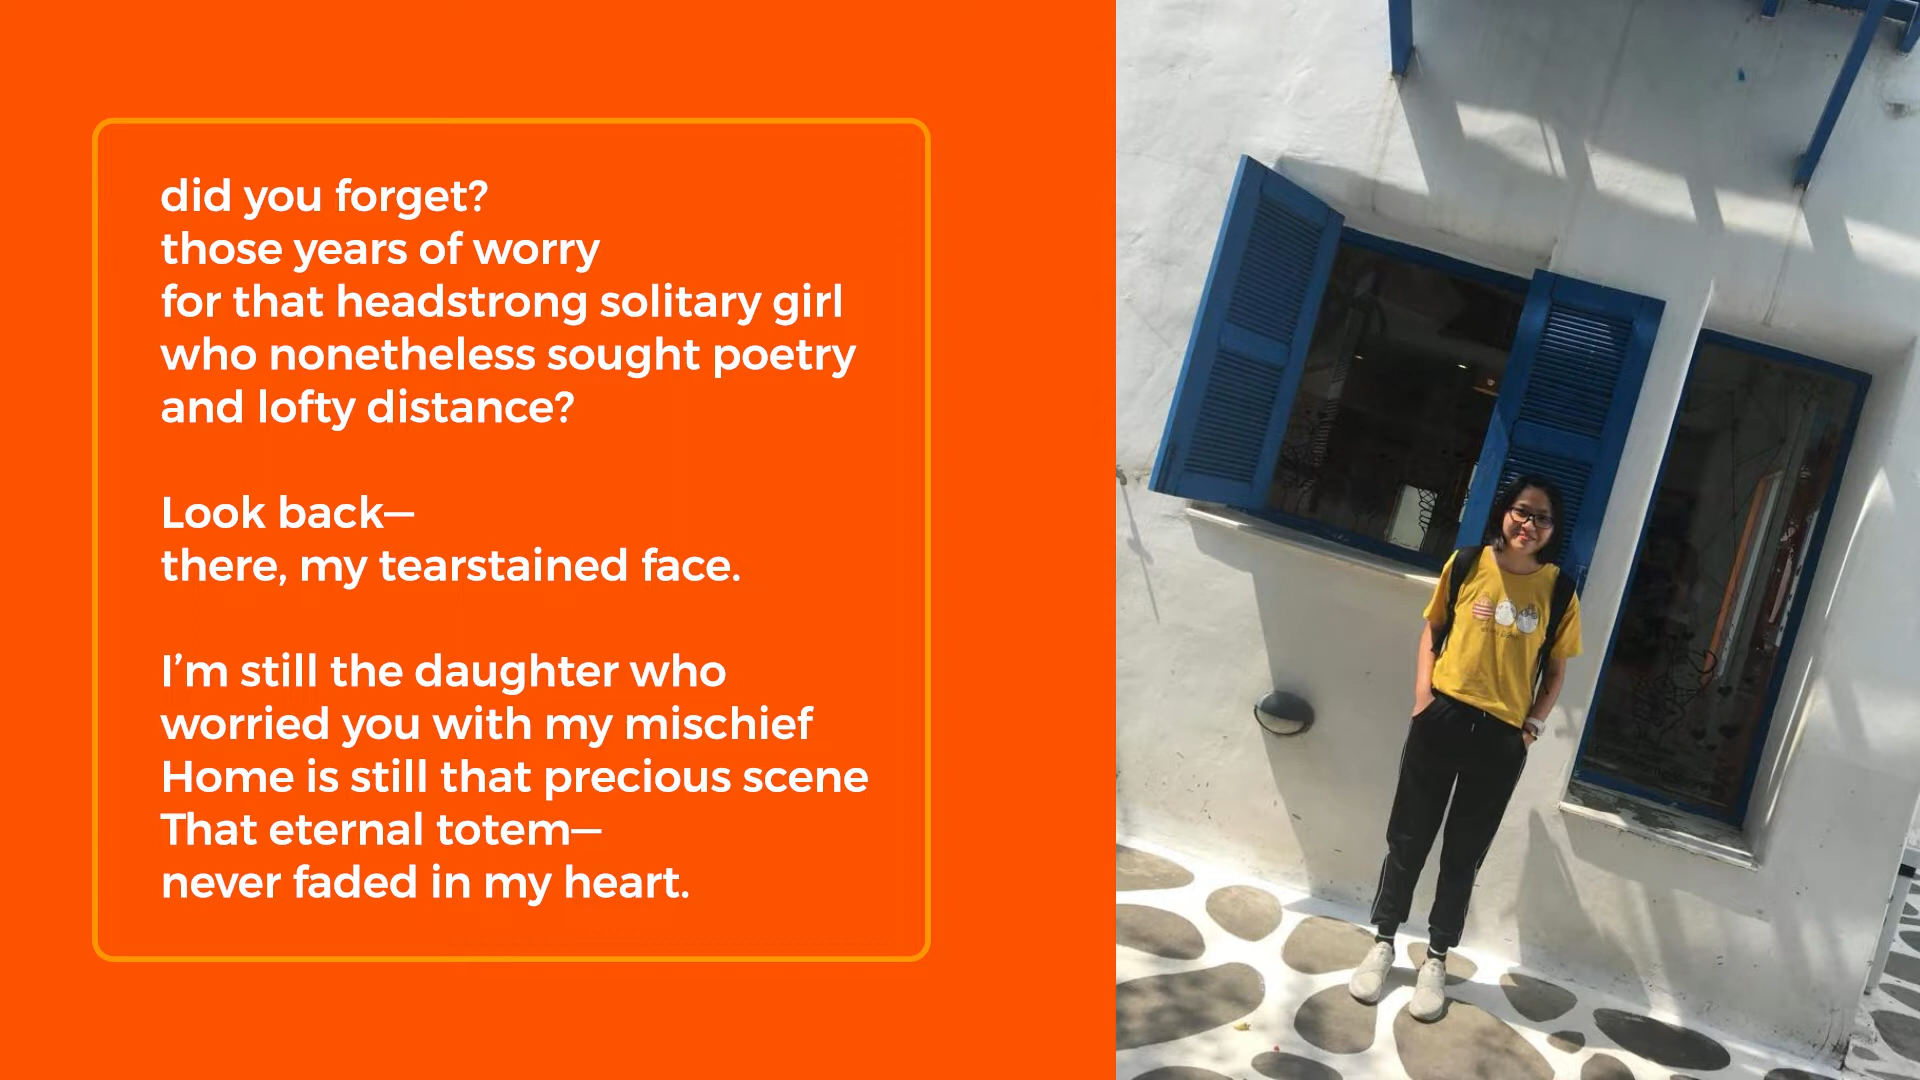 did you forget?
those years of worry
for that headstrong solitary girl
who nonetheless sought poetry
and lofty distance?
Look back—
there, my tearstained face.
I’m still the daughter who
worried you with my mischief
Home is still that precious scene
That eternal totem—
never faded in my heart.